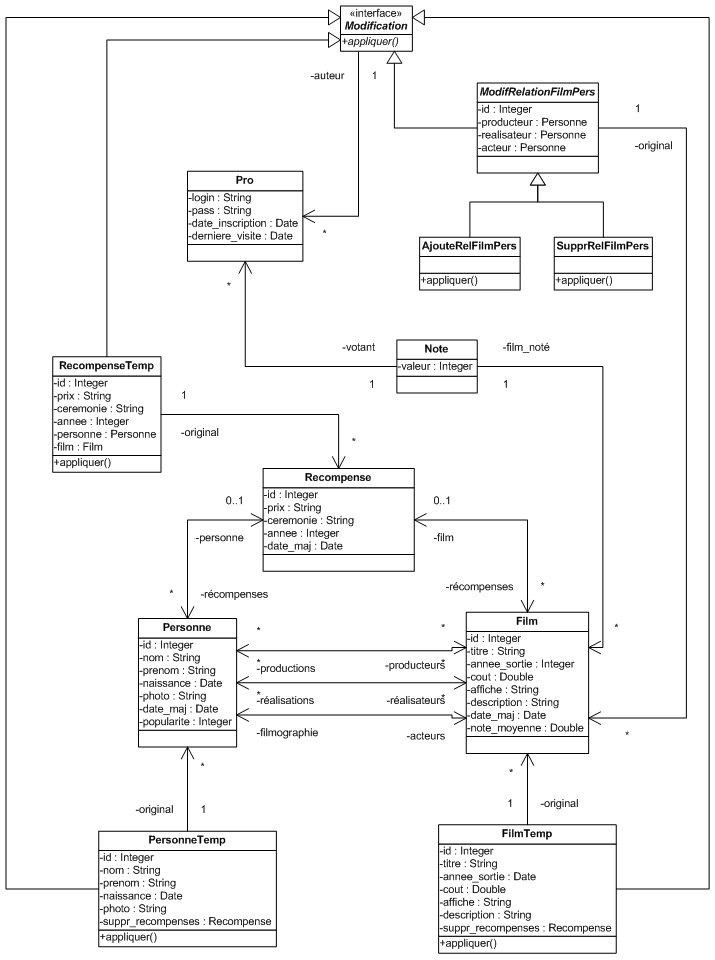 «interface»
Modification
+appliquer()
-auteur
1
ModifRelationFilmPers
-id : Integer
-producteur : Personne
-realisateur : Personne
-acteur : Personne
1
-original
Pro
-login : String
-pass : String
-date_inscription : Date
-derniere_visite : Date
*
*
AjouteRelFilmPers
+appliquer()
SupprRelFilmPers
+appliquer()
-votant
1
Note
-valeur : Integer
-film_noté
1
RecompenseTemp
-id : Integer
-prix : String
-ceremonie : String
-annee : Integer
-personne : Personne
-film : Film
+appliquer()
1
-original
*
Recompense
-id : Integer
-prix : String
-ceremonie : String
-annee : Integer
-date_maj : Date
0..1
-personne
0..1
-film
*
-récompenses
-récompenses
*
*
Personne
-id : Integer
-nom : String
-prenom : String
-naissance : Date
-photo : String
-date_maj : Date
-popularite : Integer
*
*
-productions
-producteurs
*
*
-réalisations
-réalisateurs
*
*
-filmographie
-acteurs
Film
-id : Integer
-titre : String
-annee_sortie : Integer
-cout : Double
-affiche : String
-description : String
-date_maj : Date
-note_moyenne : Double
*
*
*
-original
1
1
-original
PersonneTemp
-id : Integer
-nom : String
-prenom : String
-naissance : Date
-photo : String
-suppr_recompenses : Recompense
+appliquer()
FilmTemp
-id : Integer
-titre : String
-annee_sortie : Date
-cout : Double
-affiche : String
-description : String
-suppr_recompenses : Recompense
+appliquer()